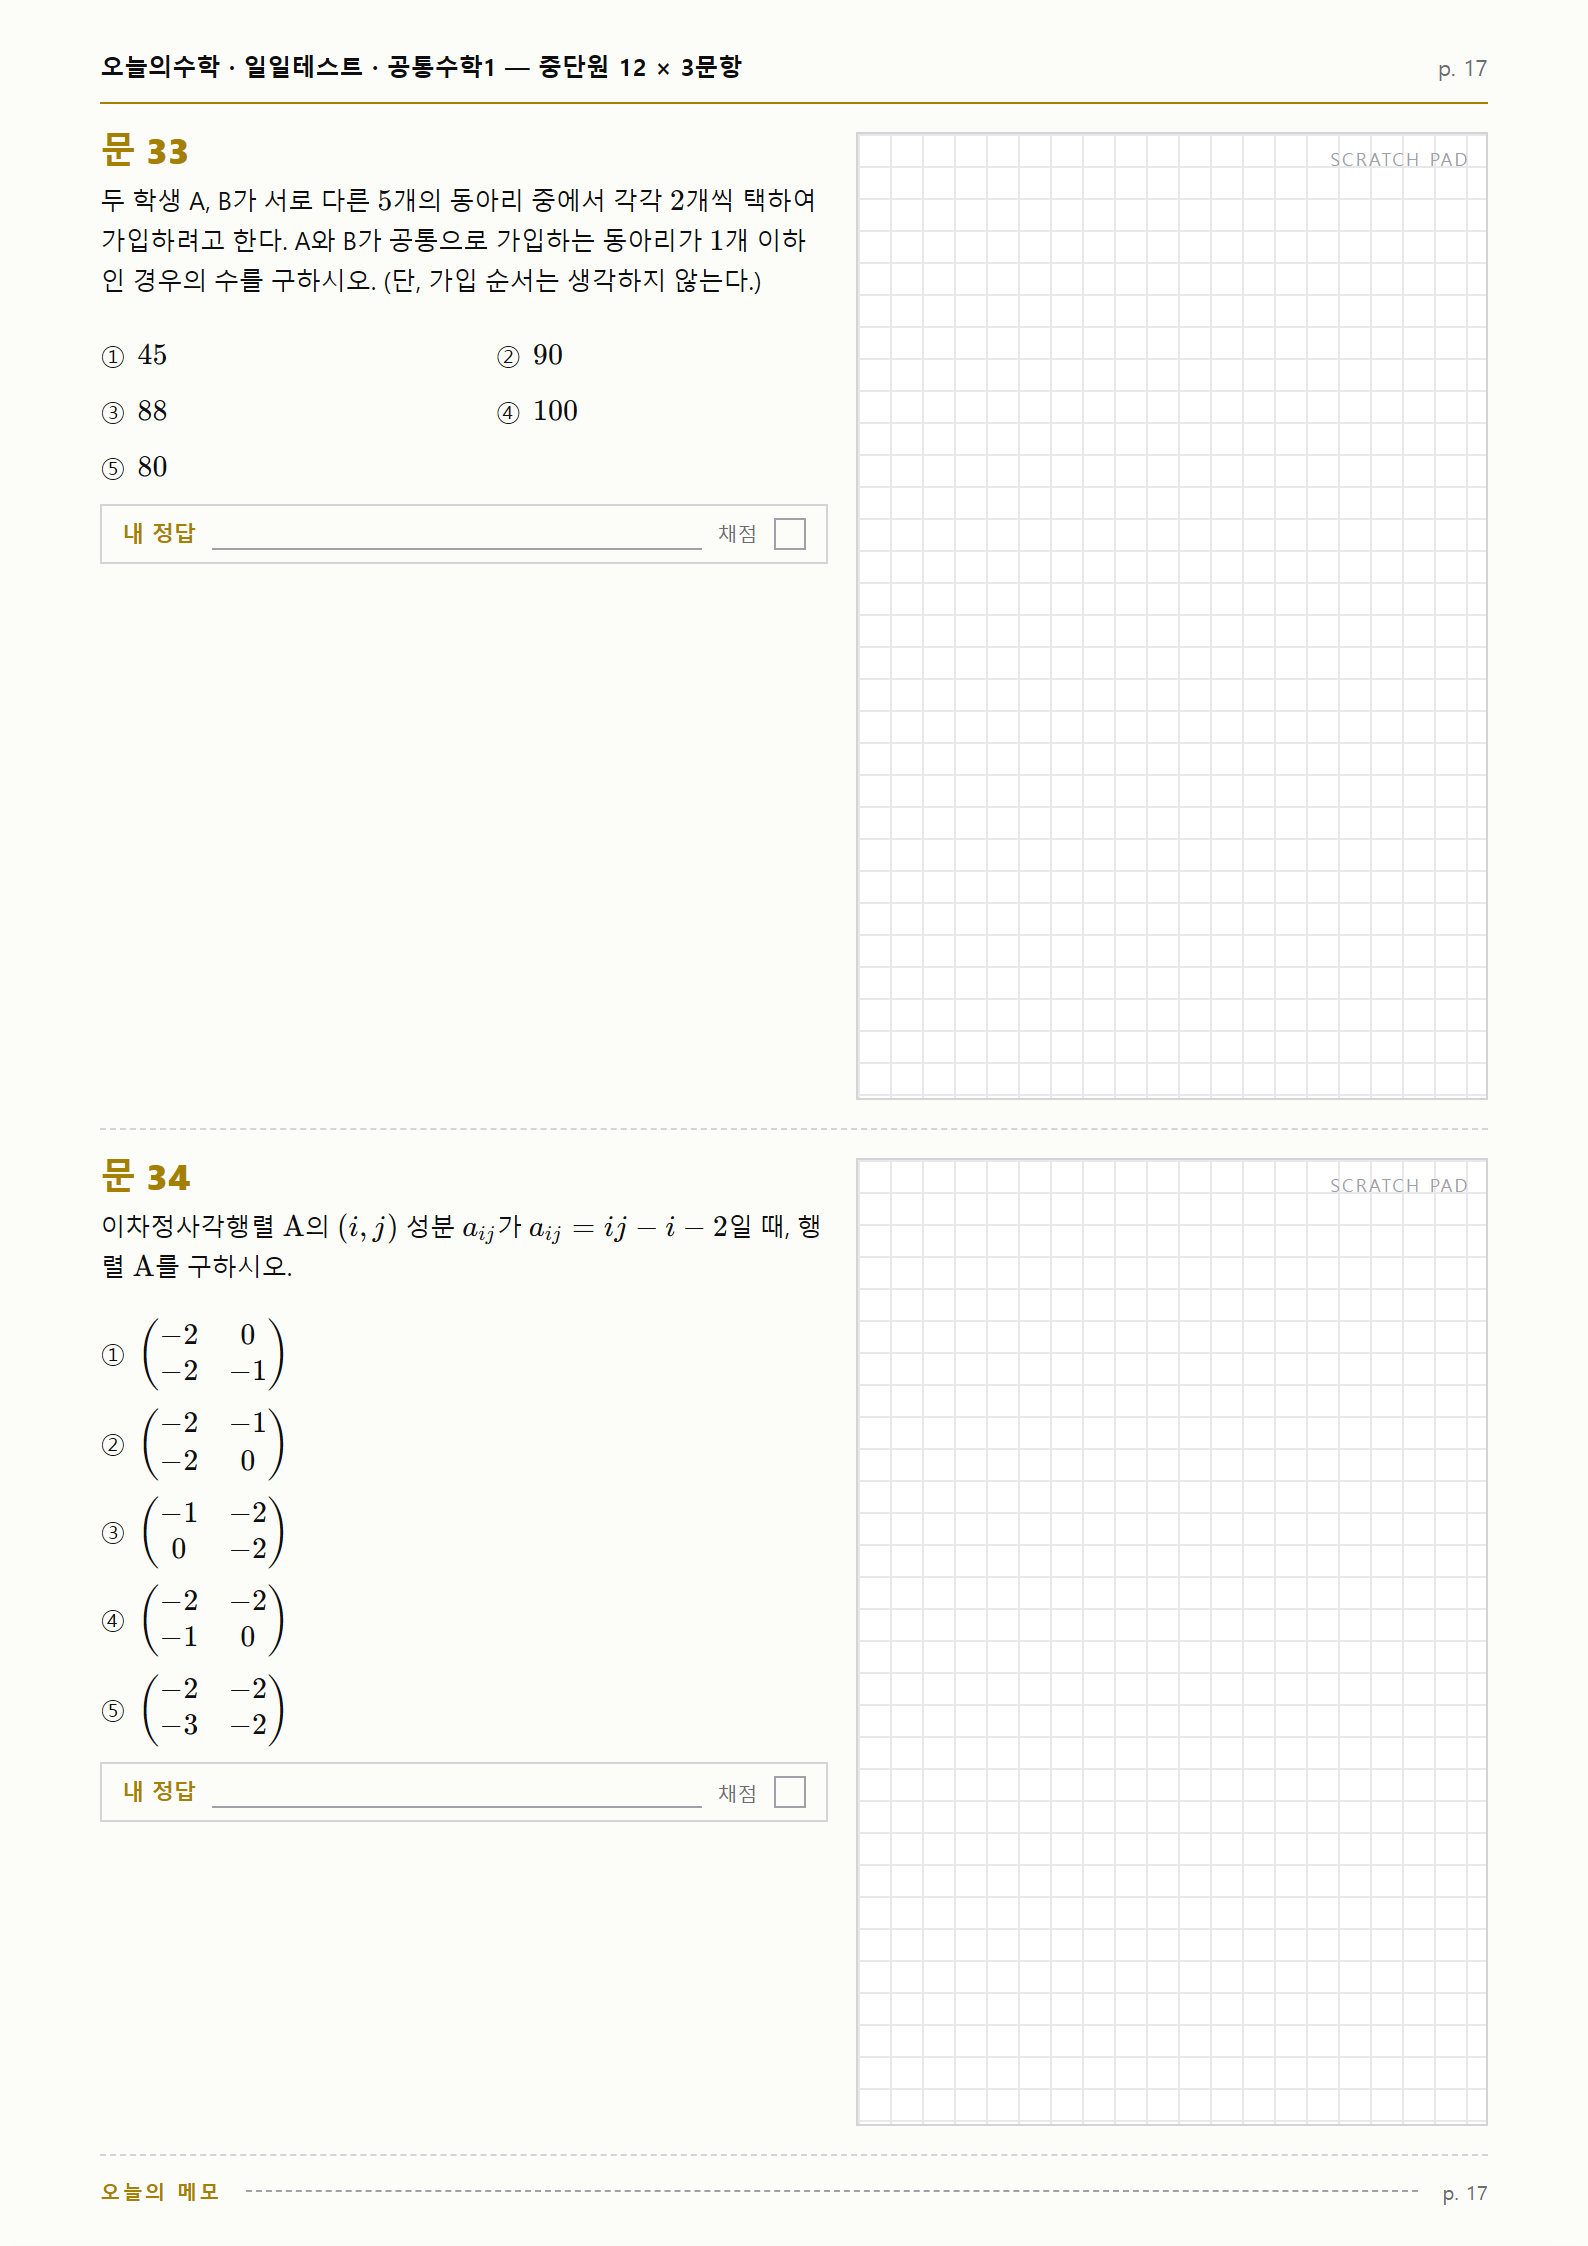 오늘의수학 · 일일테스트 · 공통수학1 — 중단원 12 × 3문항
p. 17
문 33
SCRATCH PAD
두 학생 A, B가 서로 다른 5개의 동아리 중에서 각각 2개씩 택하여
가입하려고 한다. A와 B가 공통으로 가입하는 동아리가 1개 이하
인 경우의 수를 구하시오. (단, 가입 순서는 생각하지 않는다.)
① 45
② 90
③ 88
④ 100
⑤ 80
내 정답
채점
문 34
SCRATCH PAD
이차정사각행렬 A의 (i, j) 성분 a_{ij}가 a_{ij} = ij − i − 2일 때, 행
렬 A를 구하시오.
① (−2 0
−2 −1)
② (−2 −1
−2 0)
③ (−1 −2
0 −2)
④ (−2 −2
−1 0)
⑤ (−2 −2
−3 −2)
내 정답
채점
오늘의 메모
p. 17